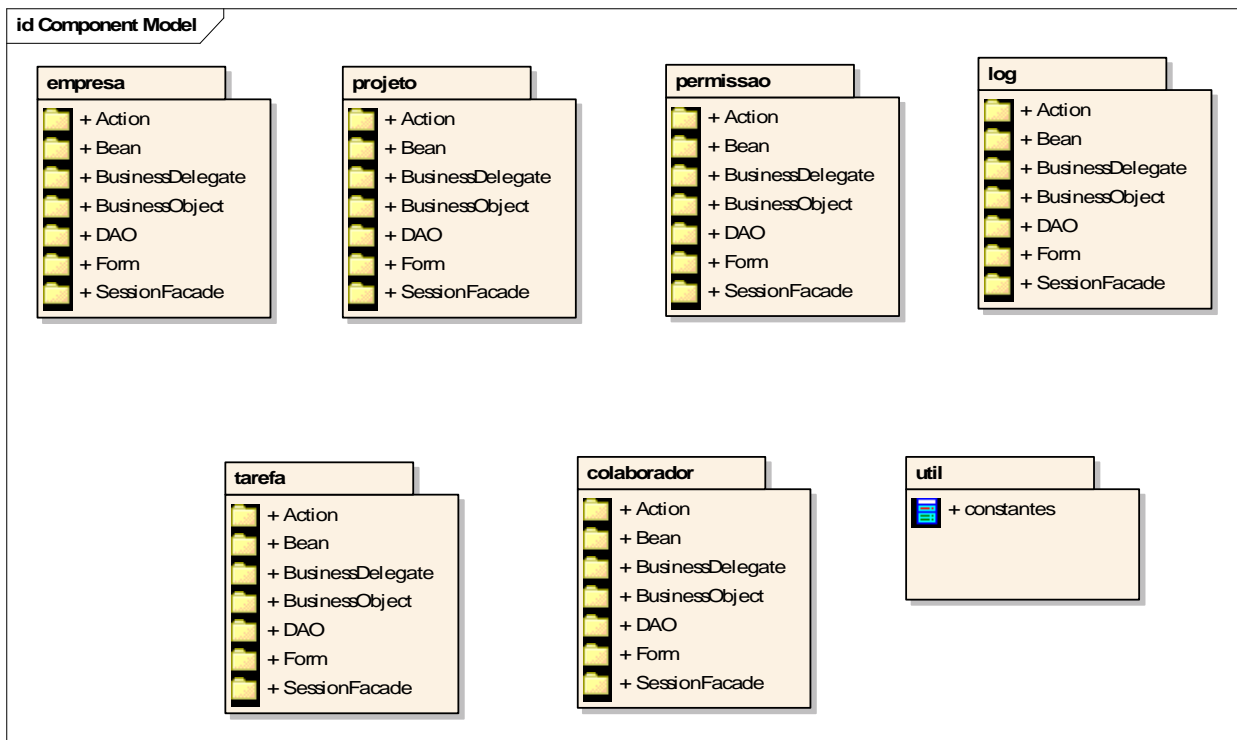 id Component Model
empresa
+ Action
+ Bean
+ BusinessDelegate
+ BusinessObject
+ DAO
+ Form
+ SessionFacade
projeto
+ Action
+ Bean
+ BusinessDelegate
+ BusinessObject
+ DAO
+ Form
+ SessionFacade
permissao
+ Action
+ Bean
+ BusinessDelegate
+ BusinessObject
+ DAO
+ Form
+ SessionFacade
log
+ Action
+ Bean
+ BusinessDelegate
+ BusinessObject
+ DAO
+ Form
+ SessionFacade
tarefa
+ Action
+ Bean
+ BusinessDelegate
+ BusinessObject
+ DAO
+ Form
+ SessionFacade
colaborador
+ Action
+ Bean
+ BusinessDelegate
+ BusinessObject
+ DAO
+ Form
+ SessionFacade
util
+ constantes